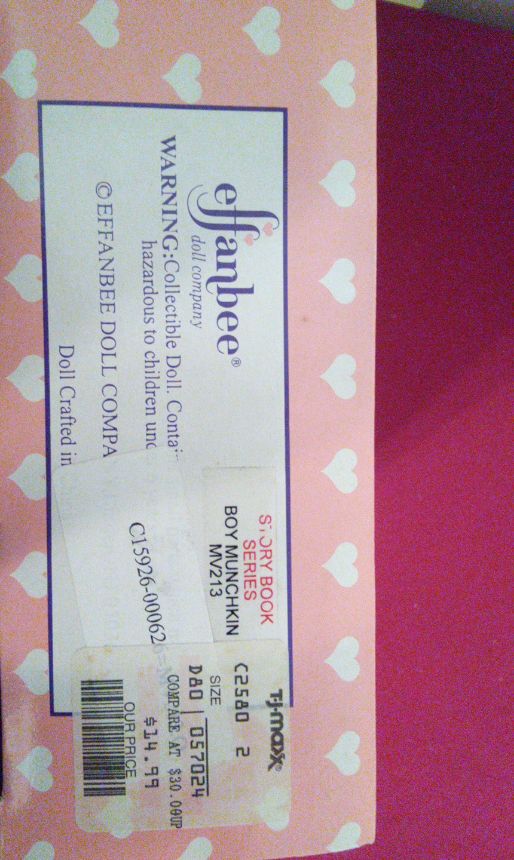 effanbee®
doll company
WARNING:Collectible Doll. Contai
hazardous to children unc
©EFFANBEE DOLL COMPA
Doll Crafted in
STORY BOOK
SERIES
BOY MUNCHKIN
MV213
C15926-00062
T·J·maxx
C2580 2
SIZE
D80 057024
COMPARE AT $30.00UP
$14.99
OUR PRICE